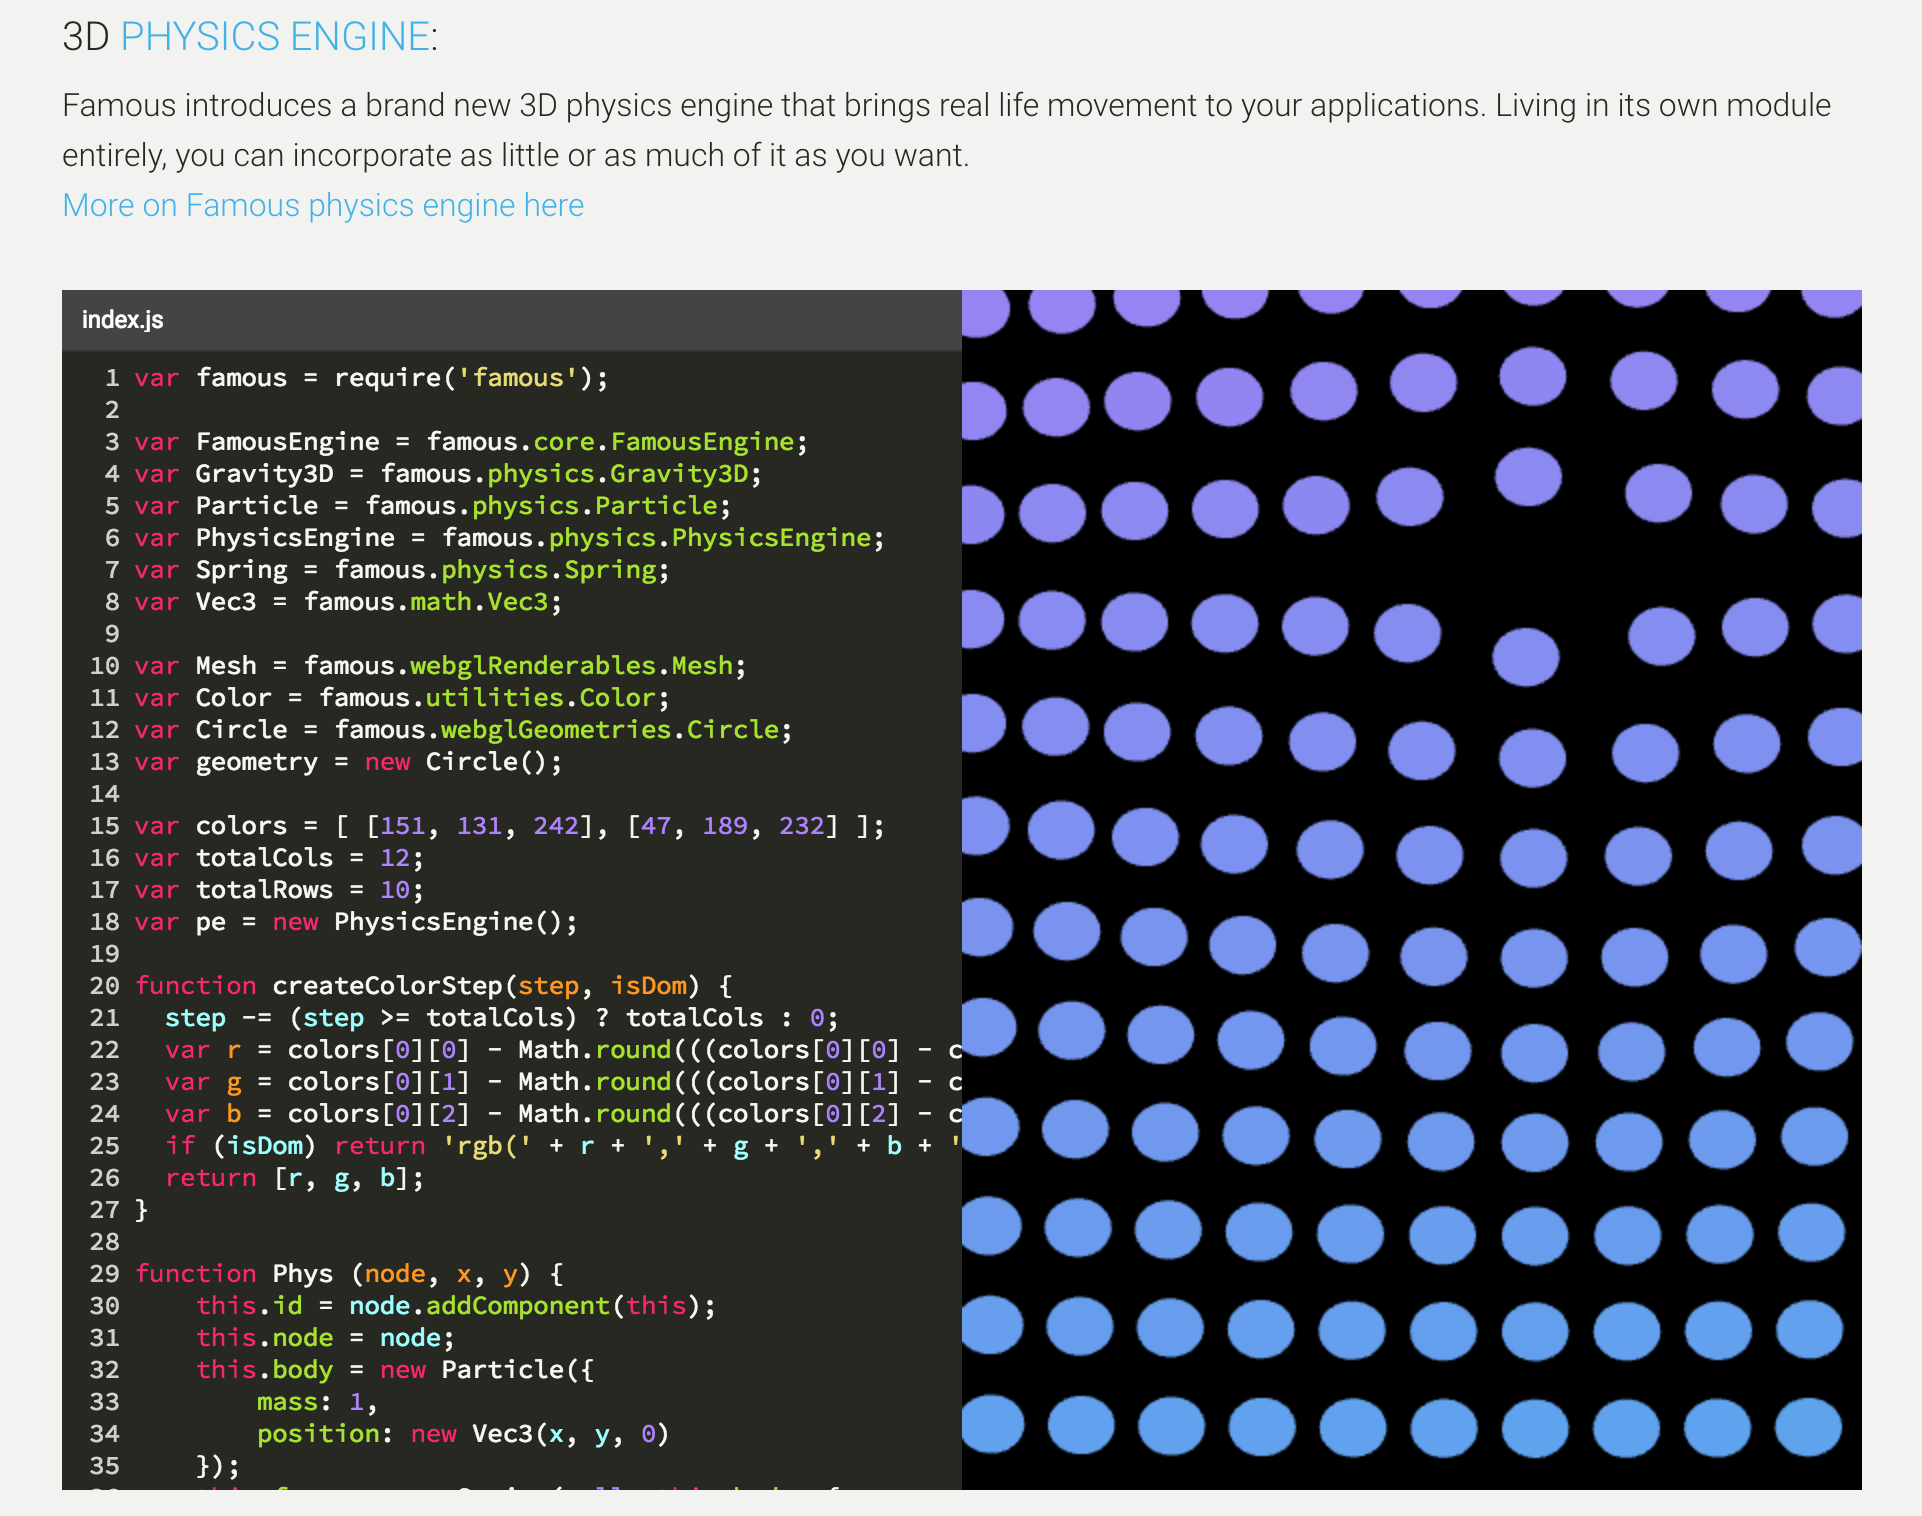 3D PHYSICS ENGINE:
Famous introduces a brand new 3D physics engine that brings real life movement to your applications. Living in its own module
entirely, you can incorporate as little or as much of it as you want.
More on Famous physics engine here
index.js
1 var famous = require('famous');
2
3 var FamousEngine = famous.core.FamousEngine;
4 var Gravity3D = famous.physics.Gravity3D;
5 var Particle = famous.physics.Particle;
6 var PhysicsEngine = famous.physics.PhysicsEngine;
7 var Spring = famous.physics.Spring;
8 var Vec3 = famous.math.Vec3;
9
10 var Mesh = famous.webglRenderables.Mesh;
11 var Color = famous.utilities.Color;
12 var Circle = famous.webglGeometries.Circle;
13 var geometry = new Circle();
14
15 var colors = [ [151, 131, 242], [47, 189, 232] ];
16 var totalCols = 12;
17 var totalRows = 10;
18 var pe = new PhysicsEngine();
19
20 function createColorStep(step, isDom) {
21   step -= (step >= totalCols) ? totalCols : 0;
22   var r = colors[0][0] - Math.round(((colors[0][0] - c
23   var g = colors[0][1] - Math.round(((colors[0][1] - c
24   var b = colors[0][2] - Math.round(((colors[0][2] - c
25   if (isDom) return 'rgb(' + r + ',' + g + ',' + b + '
26   return [r, g, b];
27 }
28
29 function Phys (node, x, y) {
30     this.id = node.addComponent(this);
31     this.node = node;
32     this.body = new Particle({
33         mass: 1,
34         position: new Vec3(x, y, 0)
35     });